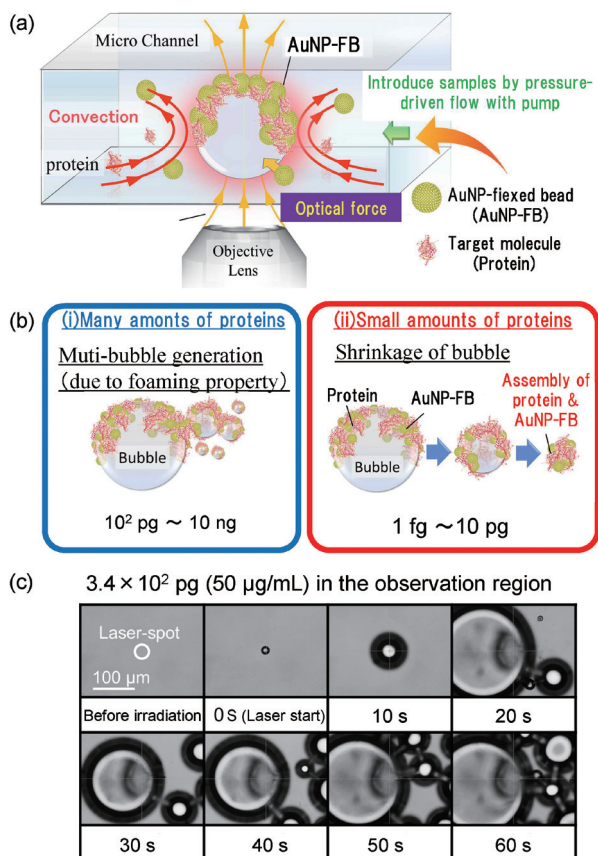 (a)
Micro Channel
AuNP-FB
Convection
Introduce samples by pressure-
driven flow with pump
protein
AuNP-fiexed bead
(AuNP-FB)
Optical force
Target molecule
(Protein)
Objective
Lens
(b)
(i)Many amonts of proteins
Muti-bubble generation
(due to foaming property)
Bubble
10² pg ～ 10 ng
(ii)Small amounts of proteins
Shrinkage of bubble
Protein
AuNP-FB
Assembly of
protein &
AuNP-FB
Bubble
1 fg ～ 10 pg
(c)
3.4 × 10² pg (50 µg/mL) in the observation region
Laser-spot
100 µm
Before irradiation
0 S (Laser start)
10 s
20 s
30 s
40 s
50 s
60 s